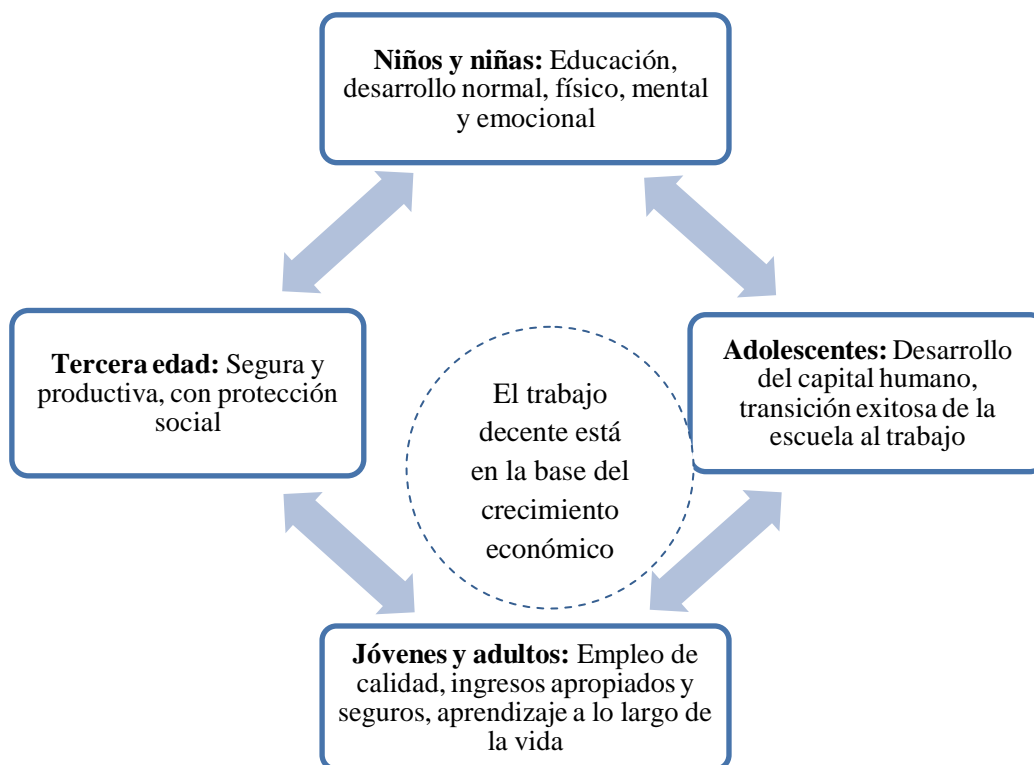 Niños y niñas: Educación,
desarrollo normal, físico, mental
y emocional
Tercera edad: Segura y
productiva, con protección
social
El trabajo
decente está
en la base del
crecimiento
económico
Adolescentes: Desarrollo
del capital humano,
transición exitosa de la
escuela al trabajo
Jóvenes y adultos: Empleo de
calidad, ingresos apropiados y
seguros, aprendizaje a lo largo de
la vida